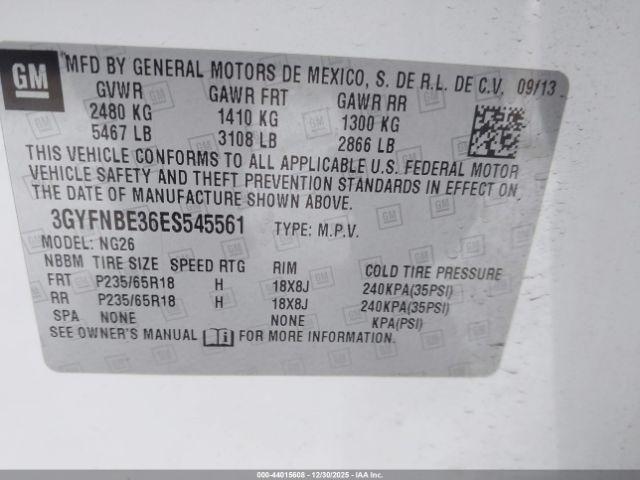 GM
MFD BY GENERAL MOTORS DE MEXICO, S. DE R.L. DE C.V. 09/13
GVWR GAWR FRT GAWR RR
2480 KG 1410 KG 1300 KG
5467 LB 3108 LB 2866 LB
THIS VEHICLE CONFORMS TO ALL APPLICABLE U.S. FEDERAL MOTOR
VEHICLE SAFETY AND THEFT PREVENTION STANDARDS IN EFFECT ON
THE DATE OF MANUFACTURE SHOWN ABOVE.
3GYFNBE36ES545561 TYPE: M.P.V.
MODEL: NG26
NBBM TIRE SIZE SPEED RTG RIM COLD TIRE PRESSURE
FRT P235/65R18 H 18X8J 240KPA(35PSI)
RR P235/65R18 H 18X8J 240KPA(35PSI)
SPA NONE NONE KPA(PSI)
SEE OWNER'S MANUAL FOR MORE INFORMATION.
000-44015608 - 12/30/2025 - IAAI.COM